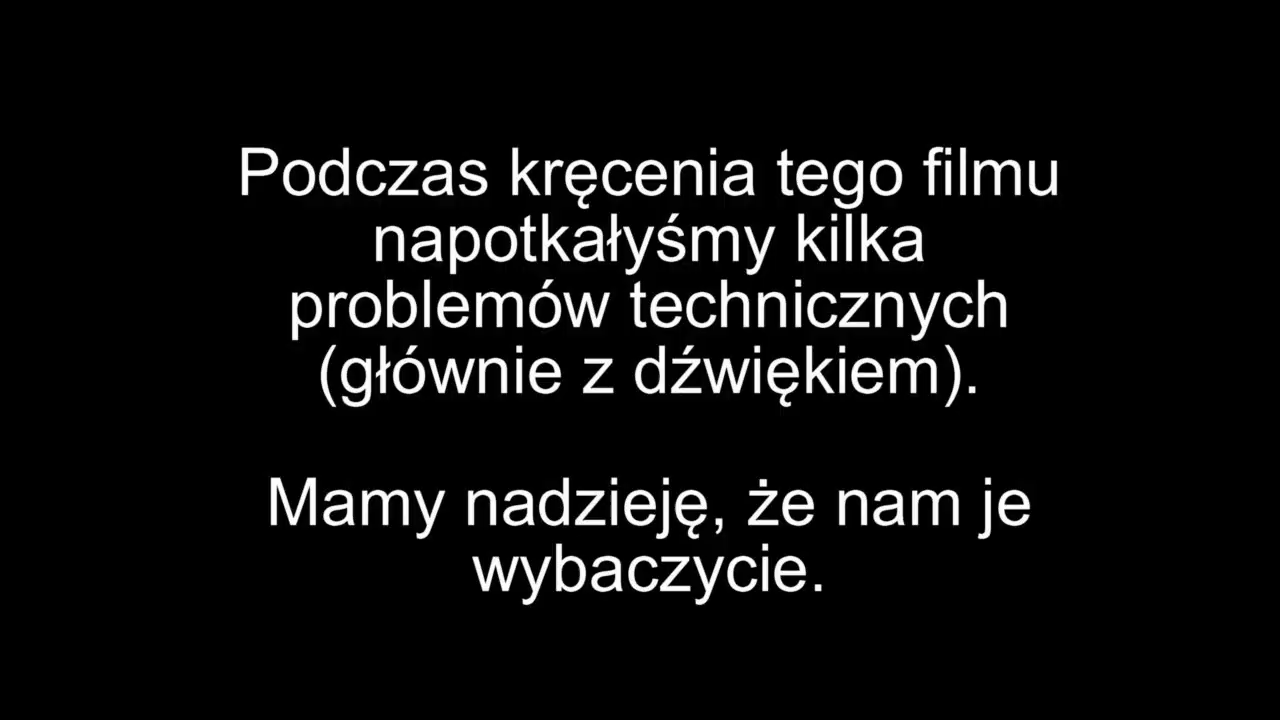 Podczas kręcenia tego filmu
napotkałyśmy kilka
problemów technicznych
(głównie z dźwiękiem).
Mamy nadzieję, że nam je
wybaczycie.